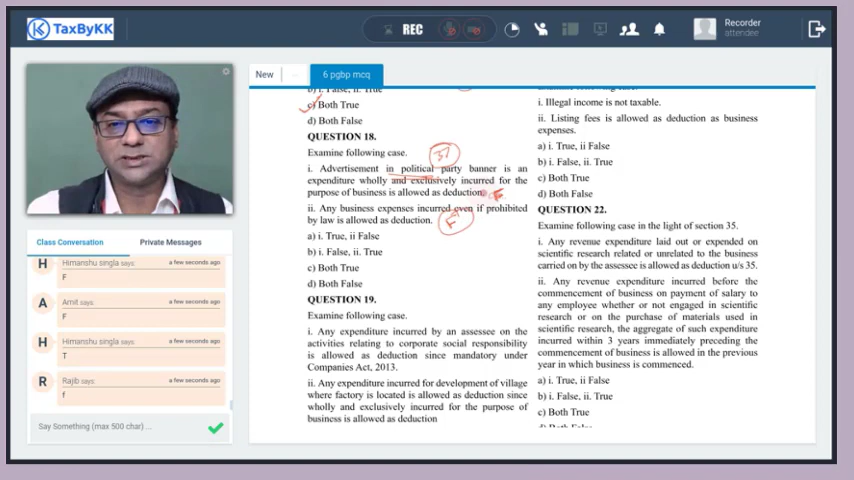 TaxByKK
REC
Recorder
attendee
New
6 pgbp mcq
b) i. False, ii. True
c) Both True
d) Both False
QUESTION 18.
Examine following case.
37
i. Advertisement in political party banner is an
expenditure wholly and exclusively incurred for the
purpose of business is allowed as deduction.
F
ii. Any business expenses incurred even if prohibited
by law is allowed as deduction.
F
a) i. True, ii False
b) i. False, ii. True
c) Both True
d) Both False
QUESTION 19.
Examine following case.
i. Any expenditure incurred by an assessee on the
activities relating to corporate social responsibility
is allowed as deduction since mandatory under
Companies Act, 2013.
ii. Any expenditure incurred for development of village
where factory is located is allowed as deduction since
wholly and exclusively incurred for the purpose of
business is allowed as deduction
i. Illegal income is not taxable.
ii. Listing fees is allowed as deduction as business
expenses.
a) i. True, ii False
b) i. False, ii. True
c) Both True
d) Both False
QUESTION 22.
Examine following case in the light of section 35.
i. Any revenue expenditure laid out or expended on
scientific research related or unrelated to the business
carried on by the assessee is allowed as deduction u/s 35.
ii. Any revenue expenditure incurred before the
commencement of business on payment of salary to
any employee whether or not engaged in scientific
research or on the purchase of materials used in
scientific research, the aggregate of such expenditure
incurred within 3 years immediately preceding the
commencement of business is allowed in the previous
year in which business is commenced.
a) i. True, ii False
b) i. False, ii. True
c) Both True
d) Both False
Class Conversation
Private Messages
H
Himanshu singla says:
a few seconds ago
F
A
Amit says:
a few seconds ago
F
H
Himanshu singla says:
a few seconds ago
T
R
Rajib says:
a few seconds ago
f
Say Something (max 500 char) ...